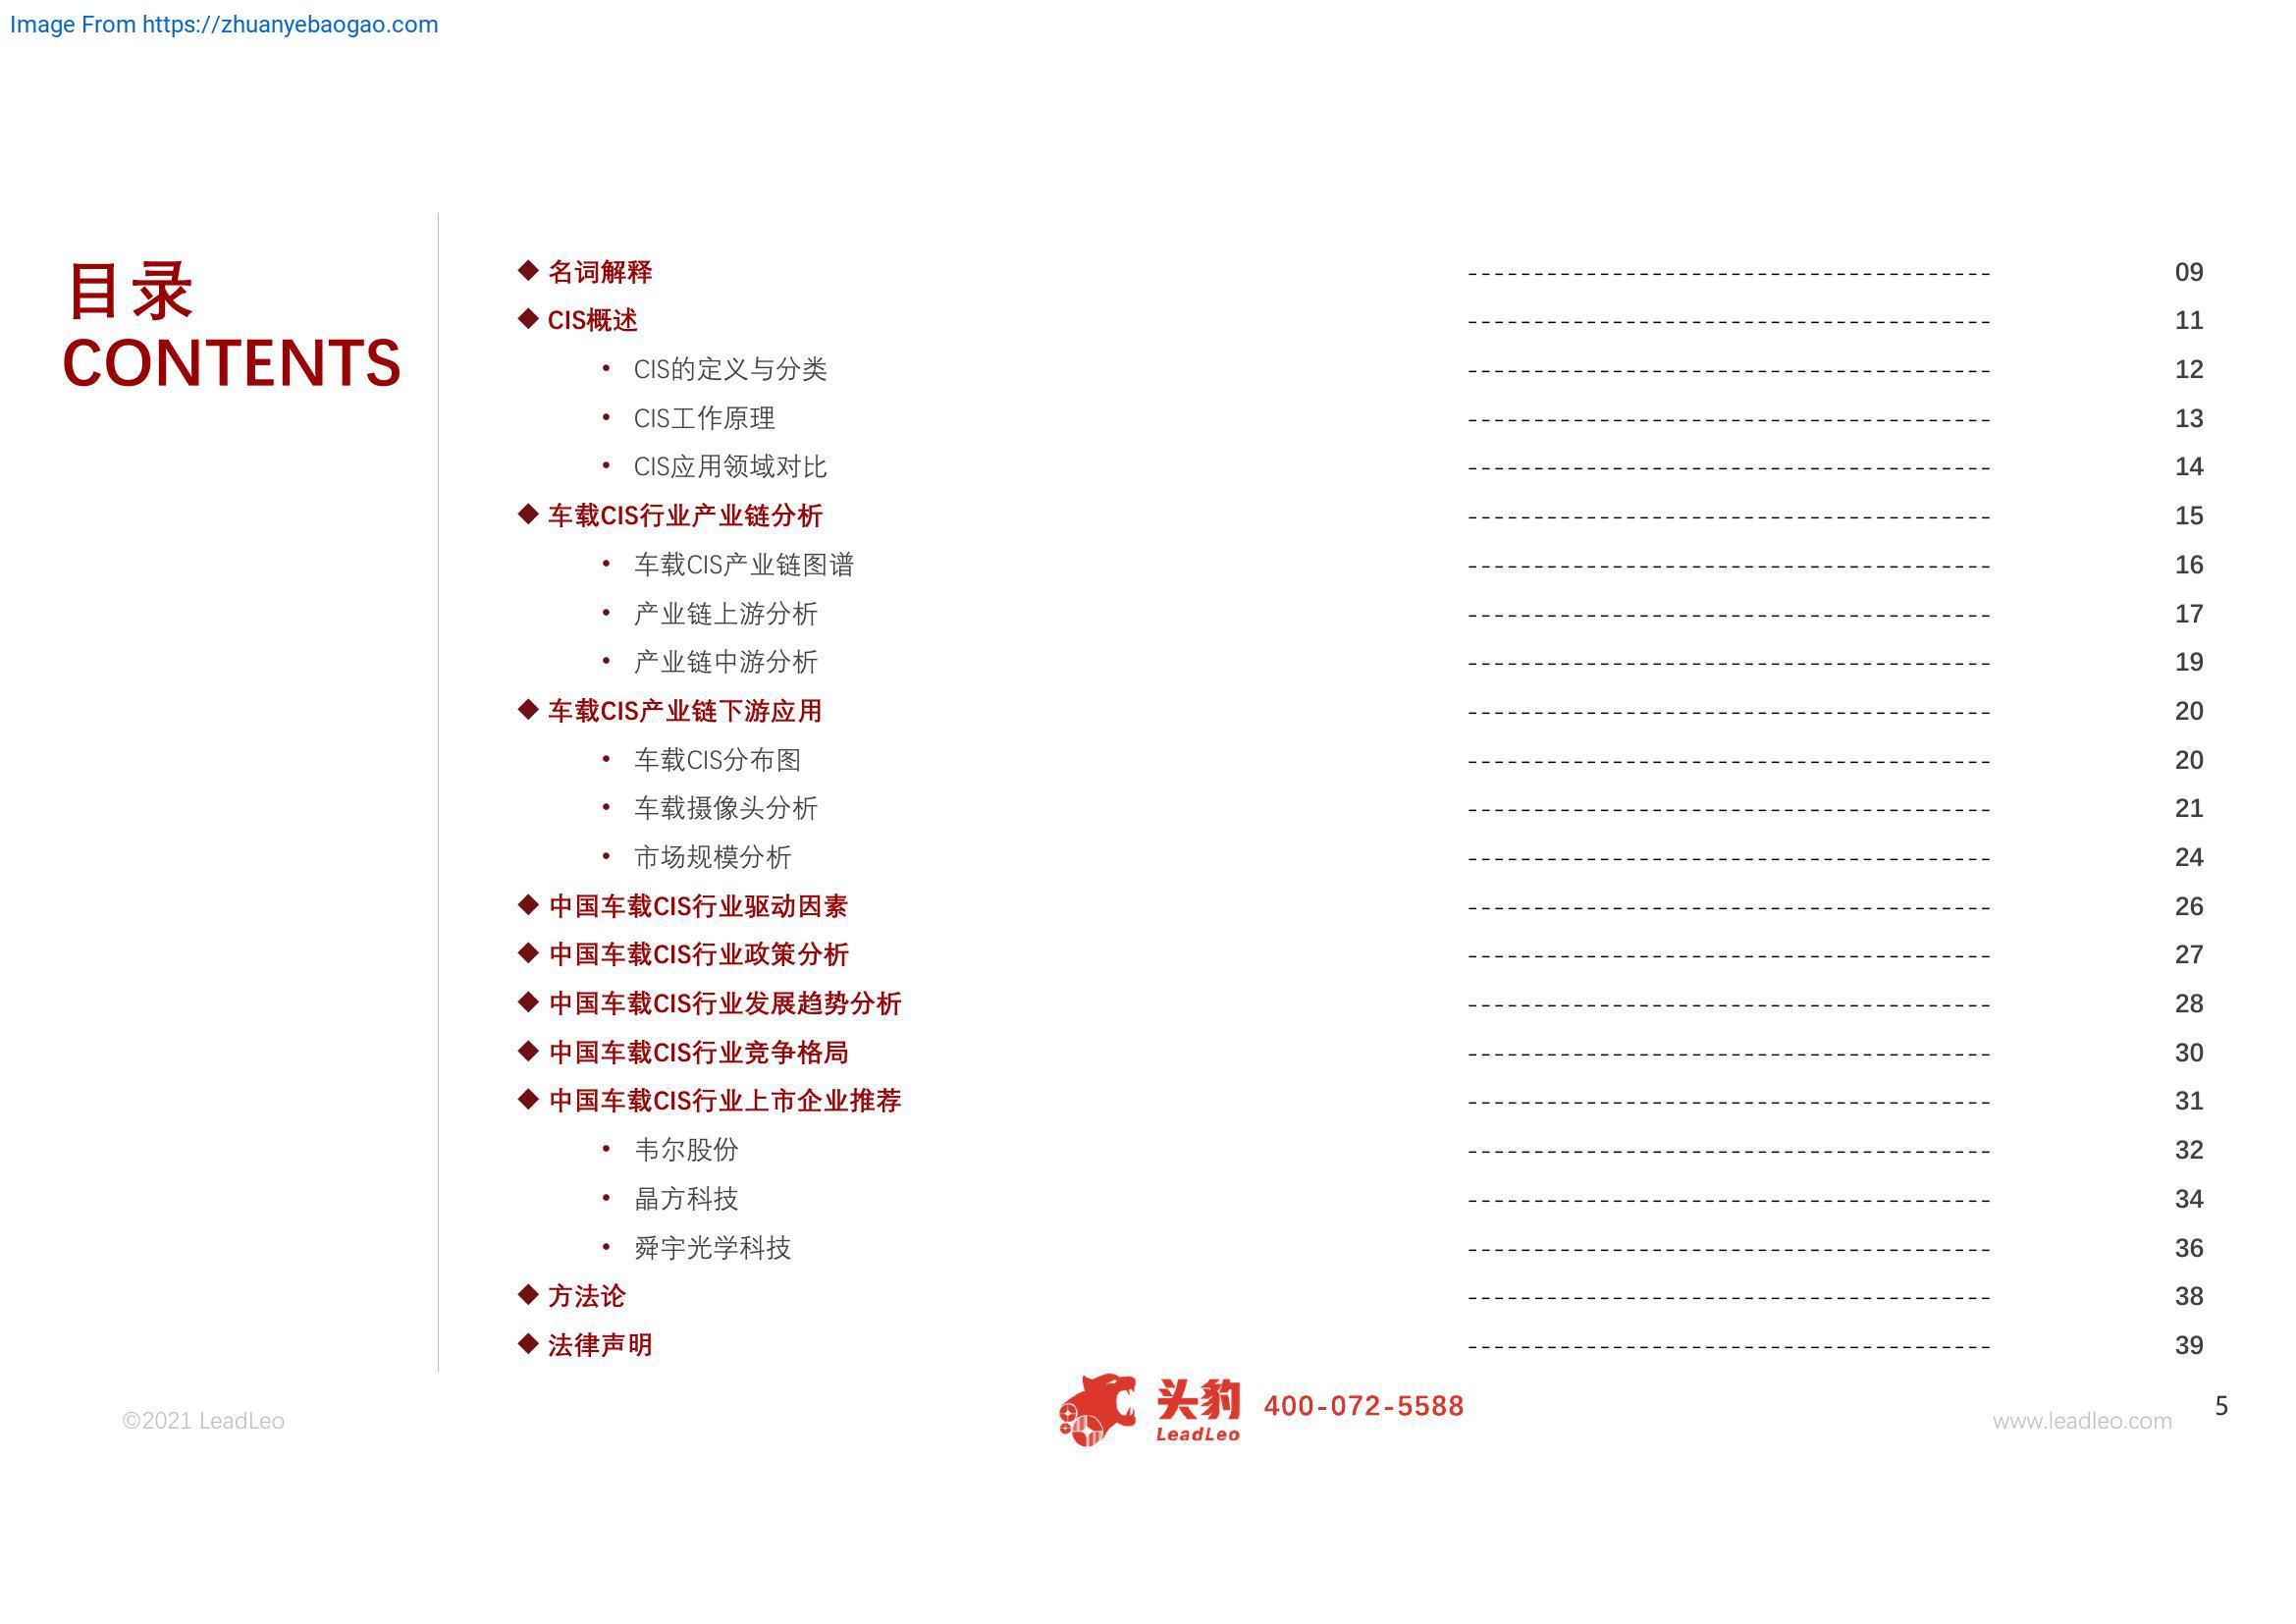 Image From https://zhuanyebaogao.com
目录
CONTENTS
◆ 名词解释 ---------------------------------------- 09
◆ CIS概述 ---------------------------------------- 11
• CIS的定义与分类 ---------------------------------------- 12
• CIS工作原理 ---------------------------------------- 13
• CIS应用领域对比 ---------------------------------------- 14
◆ 车载CIS行业产业链分析 ---------------------------------------- 15
• 车载CIS产业链图谱 ---------------------------------------- 16
• 产业链上游分析 ---------------------------------------- 17
• 产业链中游分析 ---------------------------------------- 19
◆ 车载CIS产业链下游应用 ---------------------------------------- 20
• 车载CIS分布图 ---------------------------------------- 20
• 车载摄像头分析 ---------------------------------------- 21
• 市场规模分析 ---------------------------------------- 24
◆ 中国车载CIS行业驱动因素 ---------------------------------------- 26
◆ 中国车载CIS行业政策分析 ---------------------------------------- 27
◆ 中国车载CIS行业发展趋势分析 ---------------------------------------- 28
◆ 中国车载CIS行业竞争格局 ---------------------------------------- 30
◆ 中国车载CIS行业上市企业推荐 ---------------------------------------- 31
• 韦尔股份 ---------------------------------------- 32
• 晶方科技 ---------------------------------------- 34
• 舜宇光学科技 ---------------------------------------- 36
◆ 方法论 ---------------------------------------- 38
◆ 法律声明 ---------------------------------------- 39
©2021 LeadLeo
头豹
LeadLeo
400-072-5588
www.leadleo.com
5